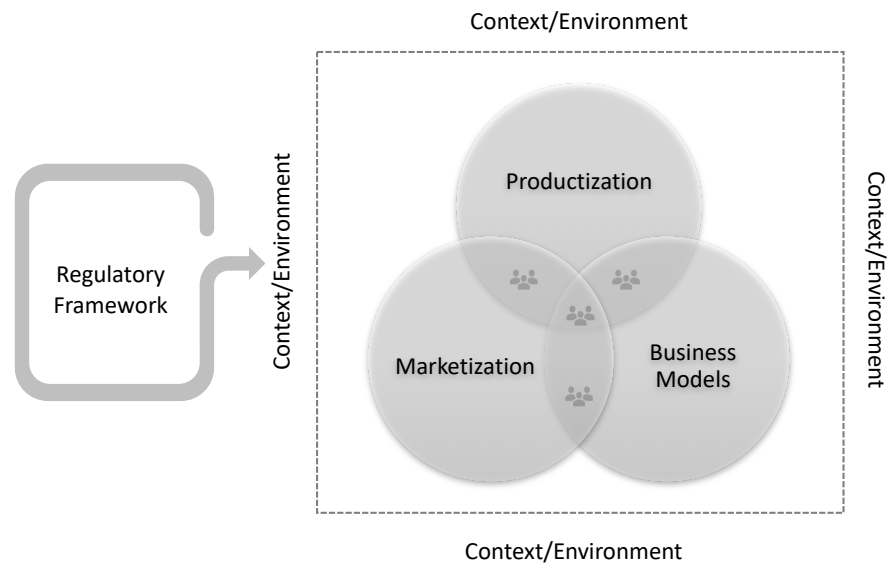 Context/Environment
Productization
Context/Environment
Context/Environment
Regulatory
Framework
Marketization
Business
Models
Context/Environment